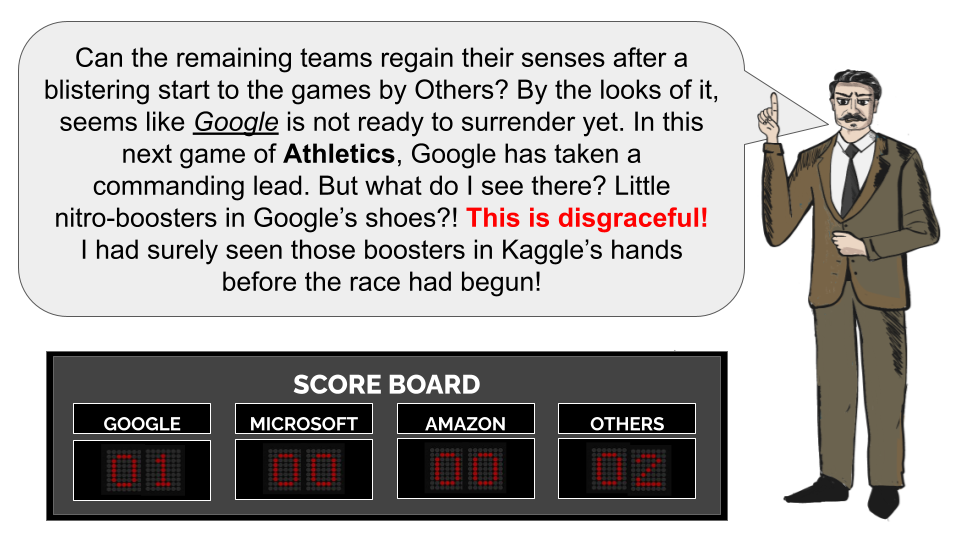 Can the remaining teams regain their senses after a
blistering start to the games by Others? By the looks of it,
seems like Google is not ready to surrender yet. In this
next game of Athletics, Google has taken a
commanding lead. But what do I see there? Little
nitro-boosters in Google’s shoes?! This is disgraceful!
I had surely seen those boosters in Kaggle’s hands
before the race had begun!
SCORE BOARD
GOOGLE MICROSOFT AMAZON OTHERS
01 00 00 02